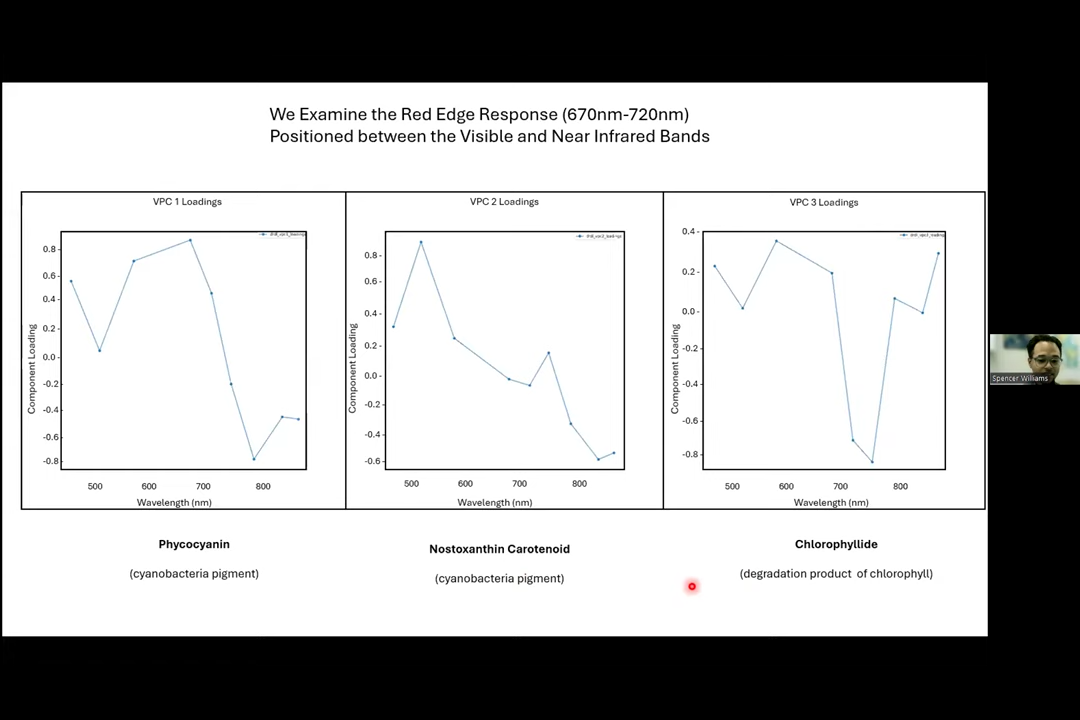 We Examine the Red Edge Response (670nm-720nm)
Positioned between the Visible and Near Infrared Bands
VPC 1 Loadings
0.8
0.6
0.4
0.2
0.0
-0.2
-0.4
-0.6
-0.8
Component Loading
500 600 700 800
Wavelength (nm)
VPC 2 Loadings
0.8
0.6
0.4
0.2
0.0
-0.2
-0.4
-0.6
Component Loading
500 600 700 800
Wavelength (nm)
VPC 3 Loadings
0.4
0.2
0.0
-0.2
-0.4
-0.6
-0.8
Component Loading
500 600 700 800
Wavelength (nm)
Phycocyanin
(cyanobacteria pigment)
Nostoxanthin Carotenoid
(cyanobacteria pigment)
Chlorophyllide
(degradation product of chlorophyll)
Spencer Williams